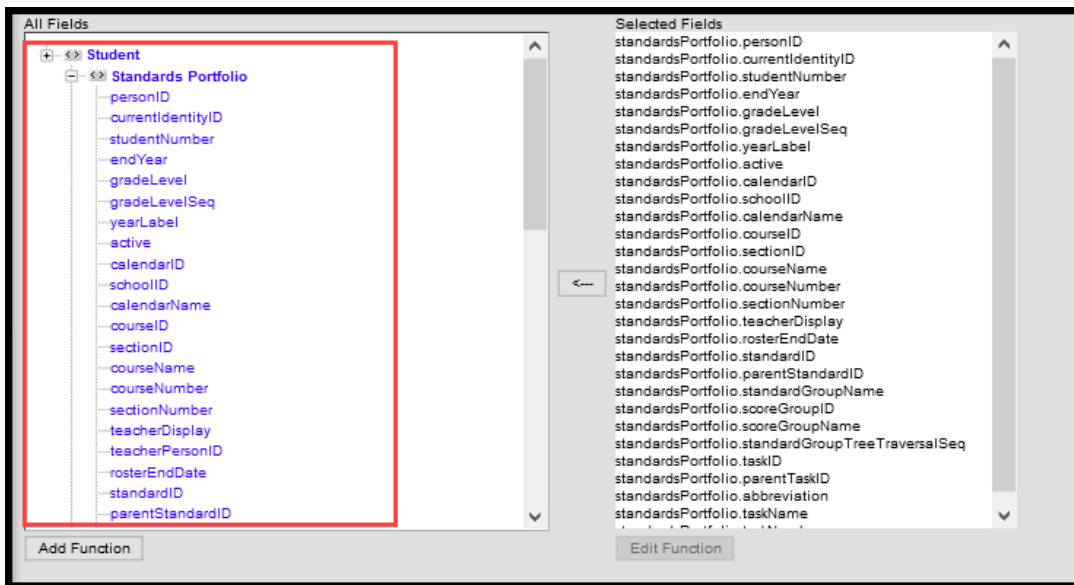 All Fields
Student
Standards Portfolio
personID
currentIdentityID
studentNumber
endYear
gradeLevel
gradeLevelSeq
yearLabel
active
calendarID
schoolID
calendarName
courseID
sectionID
courseName
courseNumber
sectionNumber
teacherDisplay
teacherPersonID
rosterEndDate
standardID
parentStandardID
Add Function
<---
Selected Fields
standardsPortfolio.personID
standardsPortfolio.currentIdentityID
standardsPortfolio.studentNumber
standardsPortfolio.endYear
standardsPortfolio.gradeLevel
standardsPortfolio.gradeLevelSeq
standardsPortfolio.yearLabel
standardsPortfolio.active
standardsPortfolio.calendarID
standardsPortfolio.schoolID
standardsPortfolio.calendarName
standardsPortfolio.courseID
standardsPortfolio.sectionID
standardsPortfolio.courseName
standardsPortfolio.courseNumber
standardsPortfolio.sectionNumber
standardsPortfolio.teacherDisplay
standardsPortfolio.rosterEndDate
standardsPortfolio.standardID
standardsPortfolio.parentStandardID
standardsPortfolio.standardGroupName
standardsPortfolio.scoreGroupID
standardsPortfolio.scoreGroupName
standardsPortfolio.standardGroupTreeTraversalSeq
standardsPortfolio.taskID
standardsPortfolio.parentTaskID
standardsPortfolio.abbreviation
standardsPortfolio.taskName
Edit Function